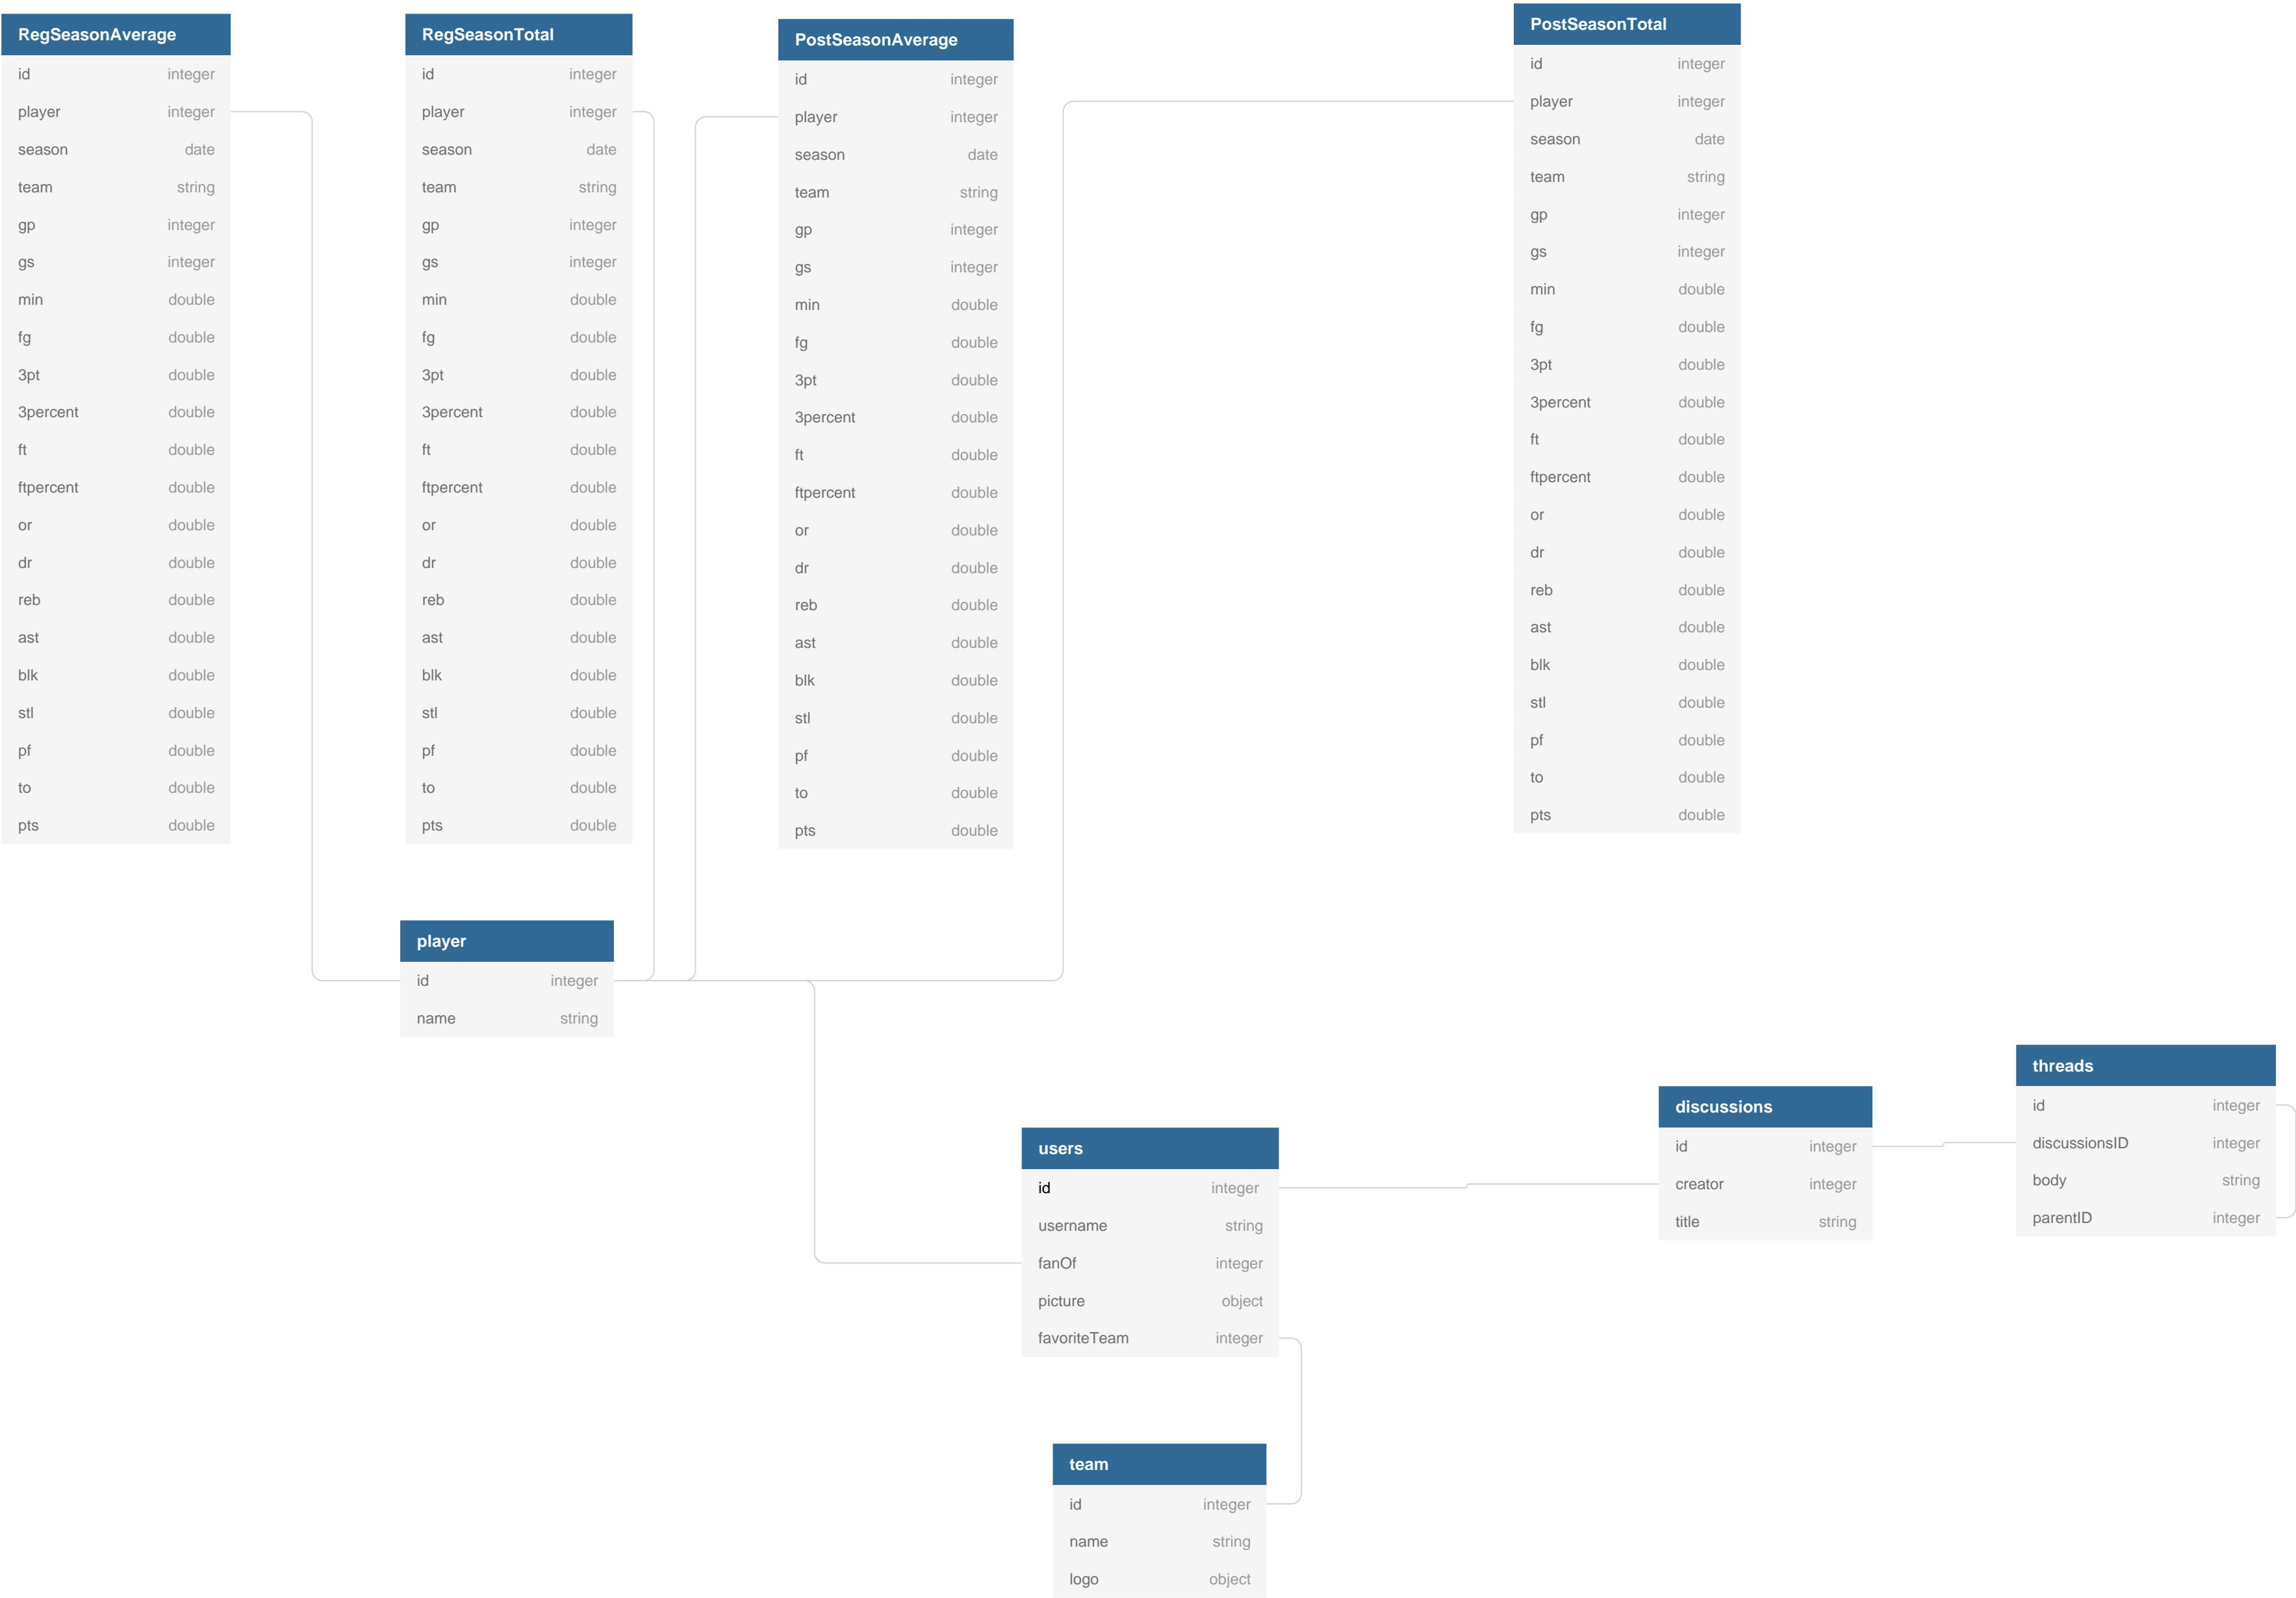 RegSeasonAverage
id integer
player integer
season date
team string
gp integer
gs integer
min double
fg double
3pt double
3percent double
ft double
ftpercent double
or double
dr double
reb double
ast double
blk double
stl double
pf double
to double
pts double
RegSeasonTotal
id integer
player integer
season date
team string
gp integer
gs integer
min double
fg double
3pt double
3percent double
ft double
ftpercent double
or double
dr double
reb double
ast double
blk double
stl double
pf double
to double
pts double
PostSeasonAverage
id integer
player integer
season date
team string
gp integer
gs integer
min double
fg double
3pt double
3percent double
ft double
ftpercent double
or double
dr double
reb double
ast double
blk double
stl double
pf double
to double
pts double
PostSeasonTotal
id integer
player integer
season date
team string
gp integer
gs integer
min double
fg double
3pt double
3percent double
ft double
ftpercent double
or double
dr double
reb double
ast double
blk double
stl double
pf double
to double
pts double
player
id integer
name string
users
id integer
username string
fanOf integer
picture object
favoriteTeam integer
discussions
id integer
creator integer
title string
threads
id integer
discussionsID integer
body string
parentID integer
team
id integer
name string
logo object